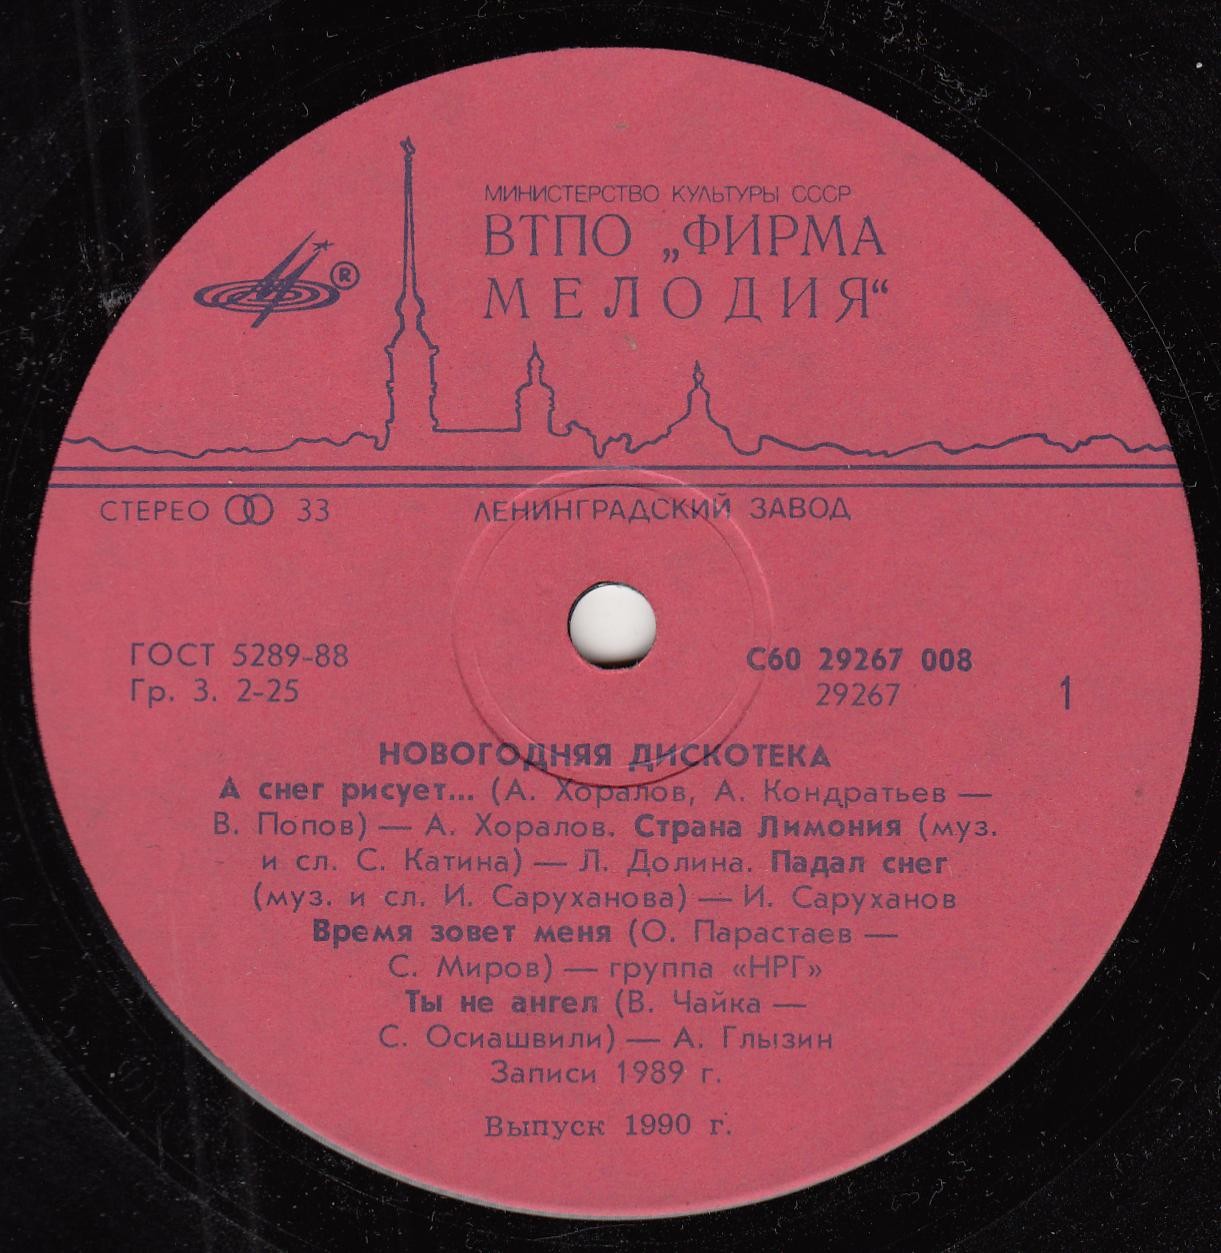 МИНИСТЕРСТВО КУЛЬТУРЫ СССР
ВТПО „ФИРМА
МЕЛОДИЯ“
®
СТЕРЕО 33
ЛЕНИНГРАДСКИЙ ЗАВОД
ГОСТ 5289-88
Гр. 3. 2-25
С60 29267 008
29267
1
НОВОГОДНЯЯ ДИСКОТЕКА
А снег рисует... (А. Хоралов, А. Кондратьев —
В. Попов) — А. Хоралов. Страна Лимония (муз.
и сл. С. Катина) — Л. Долина. Падал снег
(муз. и сл. И. Саруханова) — И. Саруханов
Время зовет меня (О. Парастаев —
С. Миров) — группа «НРГ»
Ты не ангел (В. Чайка —
С. Осиашвили) — А. Глызин
Записи 1989 г.
Выпуск 1990 г.